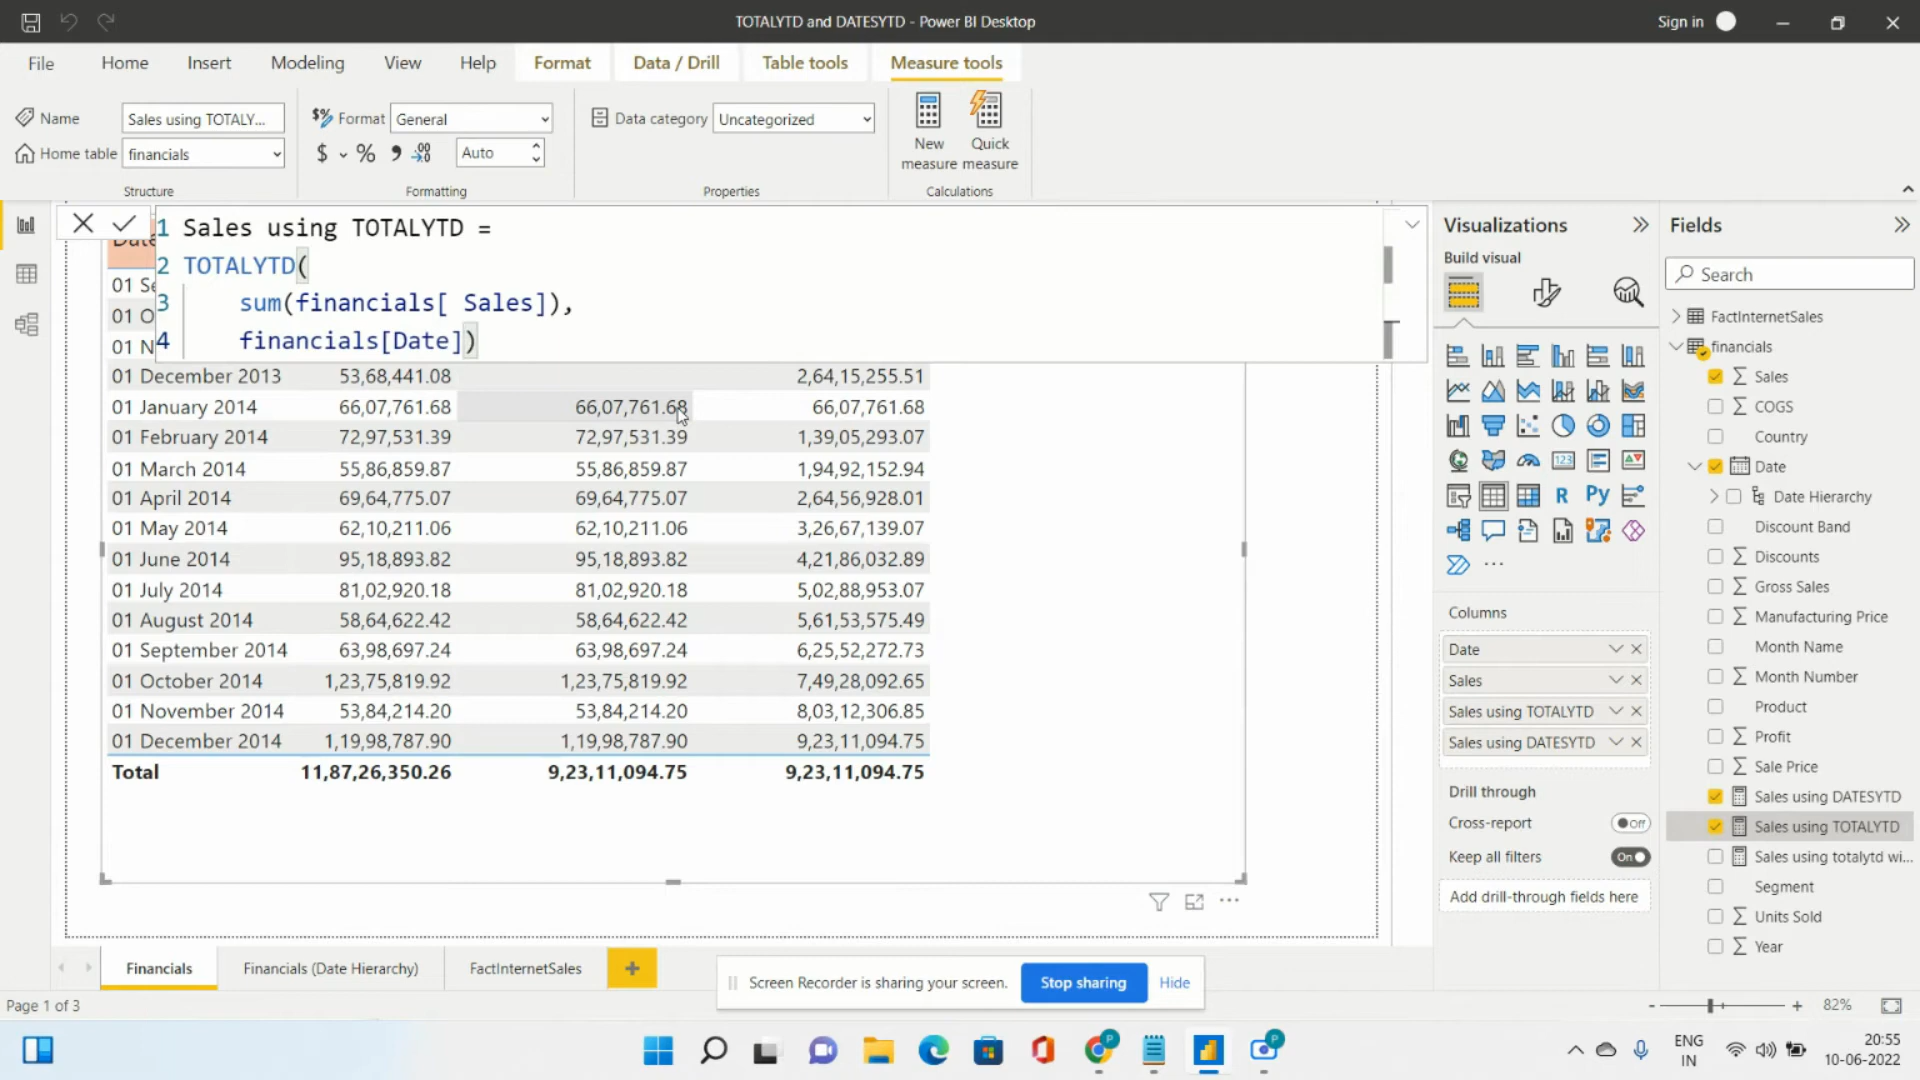 TOTALYTD and DATESYTD - Power BI Desktop
Sign in
File Home Insert Modeling View Help Format Data / Drill Table tools Measure tools
Name Sales using TOTALY...
Home table financials
Structure
Format General
$ % , .00 Auto
Formatting
Data category Uncategorized
Properties
New measure
Quick measure
Calculations
1 Sales using TOTALYTD =
2 TOTALYTD(
3 sum(financials[ Sales]),
4 financials[Date])
Date
01 Se
01 O
01 N
01 December 2013 53,68,441.08 2,64,15,255.51
01 January 2014 66,07,761.68 66,07,761.68 66,07,761.68
01 February 2014 72,97,531.39 72,97,531.39 1,39,05,293.07
01 March 2014 55,86,859.87 55,86,859.87 1,94,92,152.94
01 April 2014 69,64,775.07 69,64,775.07 2,64,56,928.01
01 May 2014 62,10,211.06 62,10,211.06 3,26,67,139.07
01 June 2014 95,18,893.82 95,18,893.82 4,21,86,032.89
01 July 2014 81,02,920.18 81,02,920.18 5,02,88,953.07
01 August 2014 58,64,622.42 58,64,622.42 5,61,53,575.49
01 September 2014 63,98,697.24 63,98,697.24 6,25,52,272.73
01 October 2014 1,23,75,819.92 1,23,75,819.92 7,49,28,092.65
01 November 2014 53,84,214.20 53,84,214.20 8,03,12,306.85
01 December 2014 1,19,98,787.90 1,19,98,787.90 9,23,11,094.75
Total 11,87,26,350.26 9,23,11,094.75 9,23,11,094.75
Visualizations
Build visual
123
R Py
...
Columns
Date
Sales
Sales using TOTALYTD
Sales using DATESYTD
Drill through
Cross-report Off
Keep all filters On
Add drill-through fields here
Fields
Search
FactInternetSales
financials
Sales
COGS
Country
Date
Date Hierarchy
Discount Band
Discounts
Gross Sales
Manufacturing Price
Month Name
Month Number
Product
Profit
Sale Price
Sales using DATESYTD
Sales using TOTALYTD
Sales using totalytd wi...
Segment
Units Sold
Year
Financials Financials (Date Hierarchy) FactInternetSales +
Screen Recorder is sharing your screen. Stop sharing Hide
Page 1 of 3
- + 82%
ENG
IN
20:55
10-06-2022